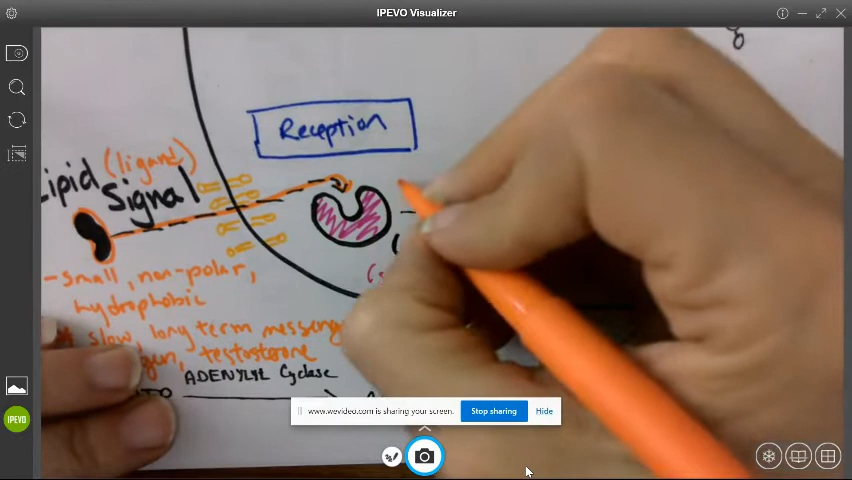 IPEVO Visualizer
Reception
(ligand)
Lipid
Signal
-small, non-polar,
hydrophobic
slow, long term messeng
testosterone
ADENYLYL Cyclase
www.wevideo.com is sharing your screen.
Stop sharing
Hide
IPEVO